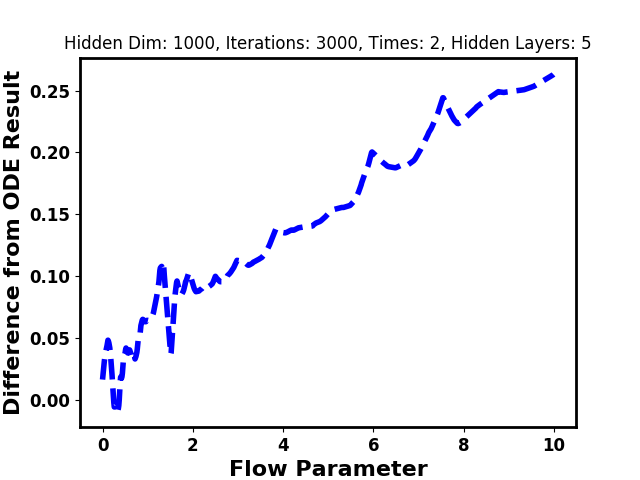 Hidden Dim: 1000, Iterations: 3000, Times: 2, Hidden Layers: 5
Difference from ODE Result
0.25
0.20
0.15
0.10
0.05
0.00
0 2 4 6 8 10
Flow Parameter